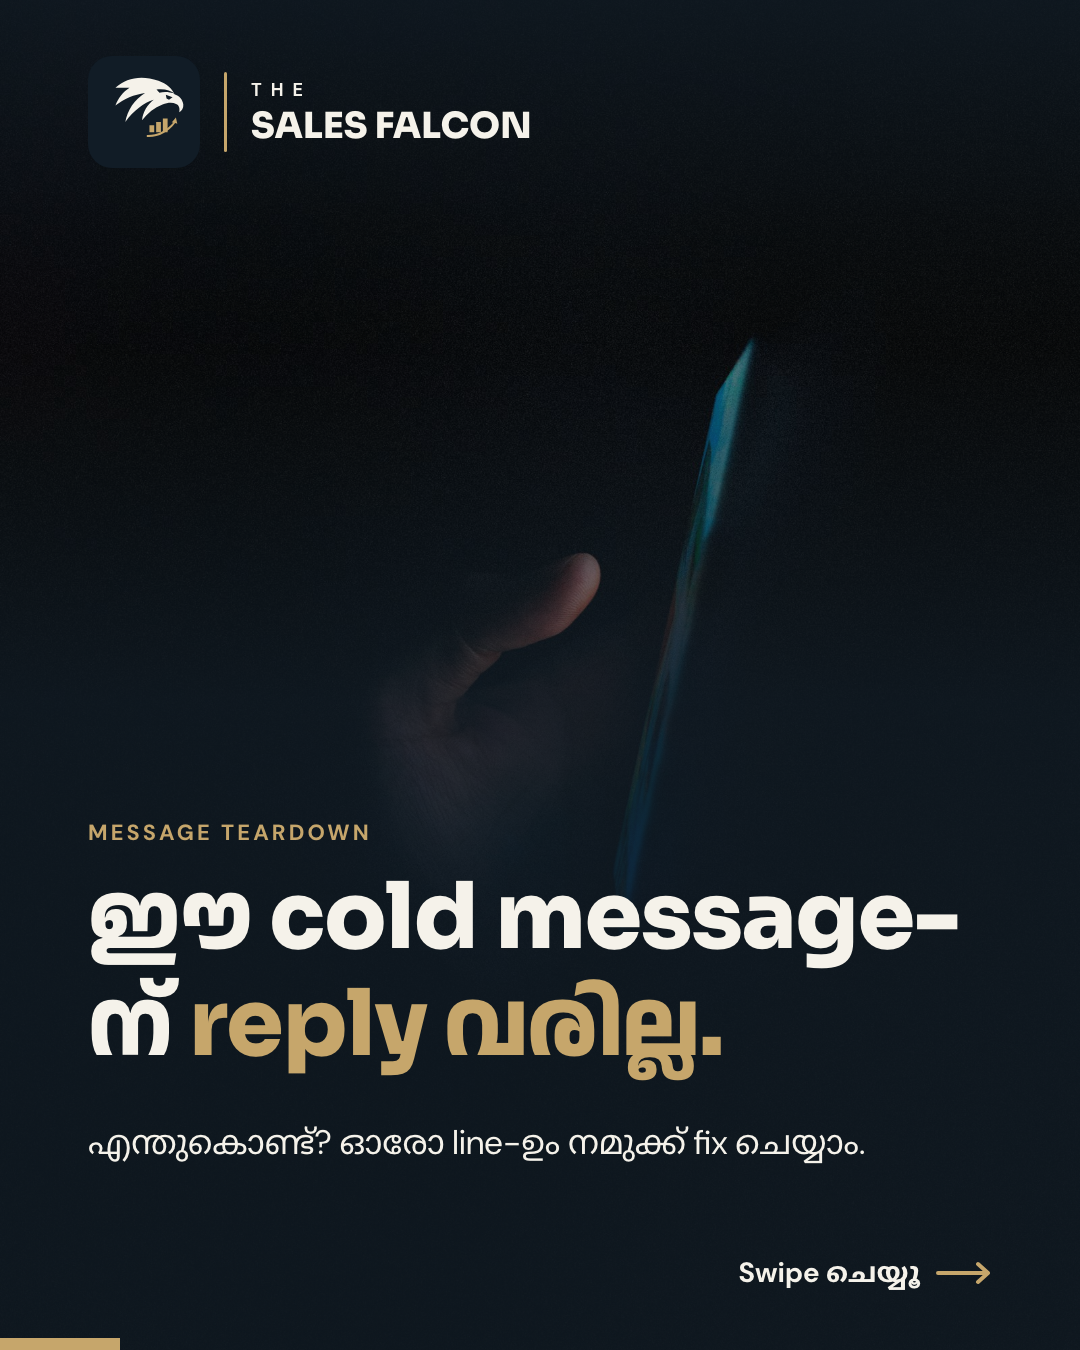 THE
SALES FALCON
MESSAGE TEARDOWN
ഈ cold message-
ന് reply വരില്ല.
എന്തുകൊണ്ട്? ഓരോ line-ഉം നമുക്ക് fix ചെയ്യാം.
Swipe ചെയ്യൂ